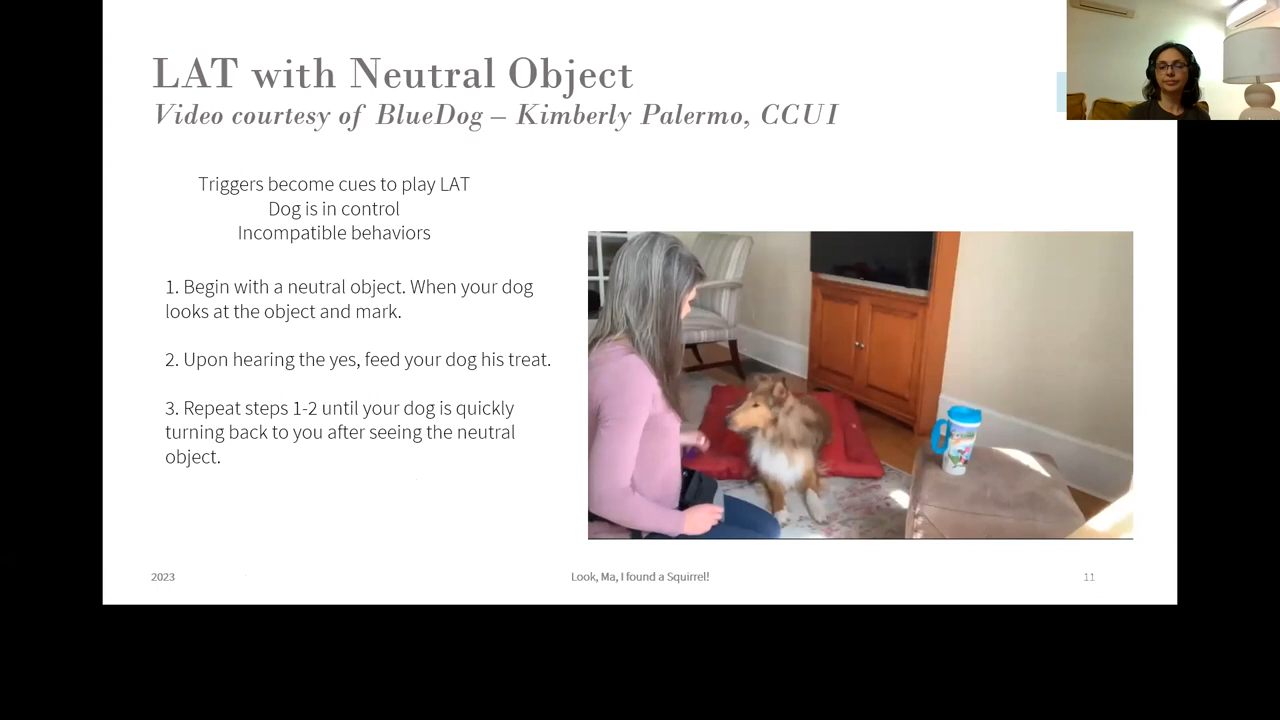 LAT with Neutral Object
Video courtesy of BlueDog – Kimberly Palermo, CCUI
Triggers become cues to play LAT
Dog is in control
Incompatible behaviors
1. Begin with a neutral object. When your dog
looks at the object and mark.
2. Upon hearing the yes, feed your dog his treat.
3. Repeat steps 1-2 until your dog is quickly
turning back to you after seeing the neutral
object.
2023
Look, Ma, I found a Squirrel!
11